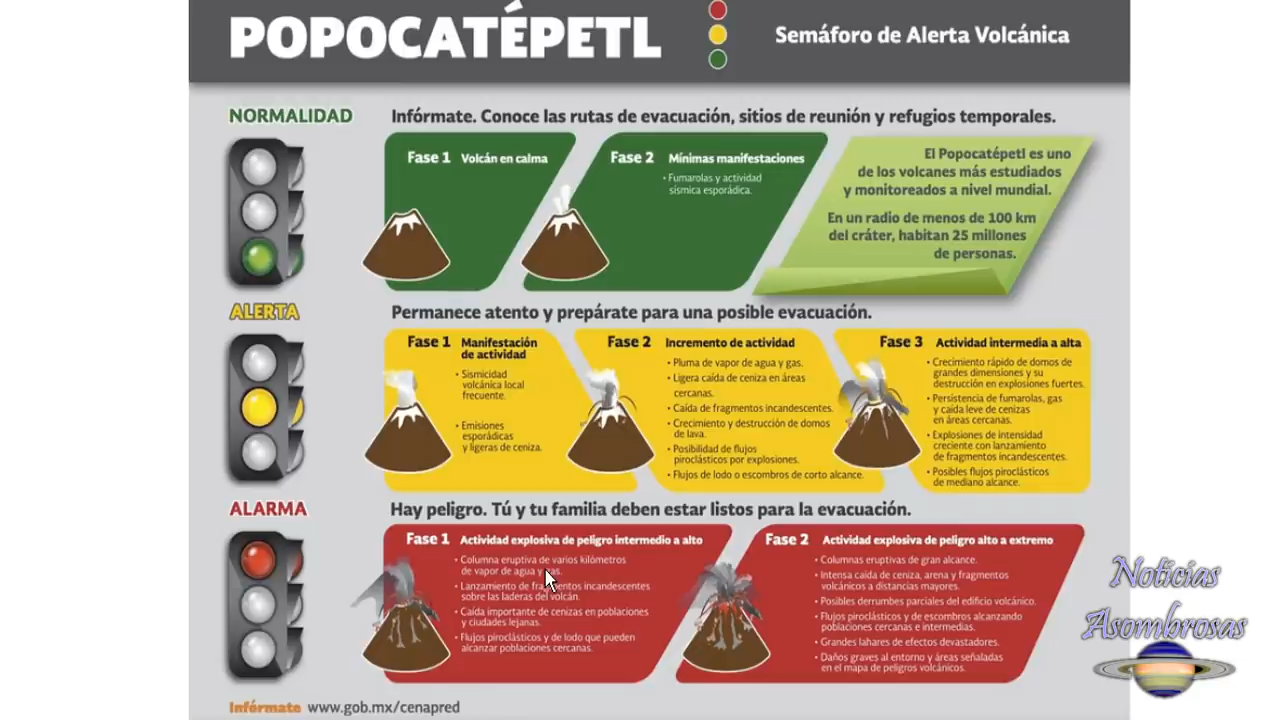 POPOCATÉPETL
Semáforo de Alerta Volcánica
NORMALIDAD
Infórmate. Conoce las rutas de evacuación, sitios de reunión y refugios temporales.
Fase 1 Volcán en calma
Fase 2 Mínimas manifestaciones
• Fumarolas y actividad
sísmica esporádica.
El Popocatépetl es uno
de los volcanes más estudiados
y monitoreados a nivel mundial.
En un radio de menos de 100 km
del cráter, habitan 25 millones
de personas.
ALERTA
Permanece atento y prepárate para una posible evacuación.
Fase 1 Manifestación
de actividad
• Sismicidad
volcánica local
frecuente.
• Emisiones
esporádicas
y ligeras de ceniza.
Fase 2 Incremento de actividad
• Pluma de vapor de agua y gas.
• Ligera caída de ceniza en áreas
cercanas.
• Caída de fragmentos incandescentes.
• Crecimiento y destrucción de domos
de lava.
• Posibilidad de flujos
piroclásticos por explosiones.
• Flujos de lodo o escombros de corto alcance.
Fase 3 Actividad intermedia a alta
• Crecimiento rápido de domos de
grandes dimensiones y su
destrucción en explosiones fuertes.
• Persistencia de fumarolas, gas
y caída leve de cenizas
en áreas cercanas.
• Explosiones de intensidad
creciente con lanzamiento
de fragmentos incandescentes.
• Posibles flujos piroclásticos
de mediano alcance.
ALARMA
Hay peligro. Tú y tu familia deben estar listos para la evacuación.
Fase 1 Actividad explosiva de peligro intermedio a alto
• Columna eruptiva de varios kilómetros
de vapor de agua y gas.
• Lanzamiento de fragmentos incandescentes
sobre las laderas del volcán.
• Caída importante de cenizas en poblaciones
y ciudades lejanas.
• Flujos piroclásticos y de lodo que pueden
alcanzar poblaciones cercanas.
Fase 2 Actividad explosiva de peligro alto a extremo
• Columnas eruptivas de gran alcance.
• Intensa caída de ceniza, arena y fragmentos
volcánicos a distancias mayores.
• Posibles derrumbes parciales del edificio volcánico.
• Flujos piroclásticos y de escombros alcanzando
poblaciones cercanas e intermedias.
• Grandes lahares de efectos devastadores.
• Daños graves al entorno y áreas señaladas
en el mapa de peligros volcánicos.
Noticias
Asombrosas
Infórmate www.gob.mx/cenapred